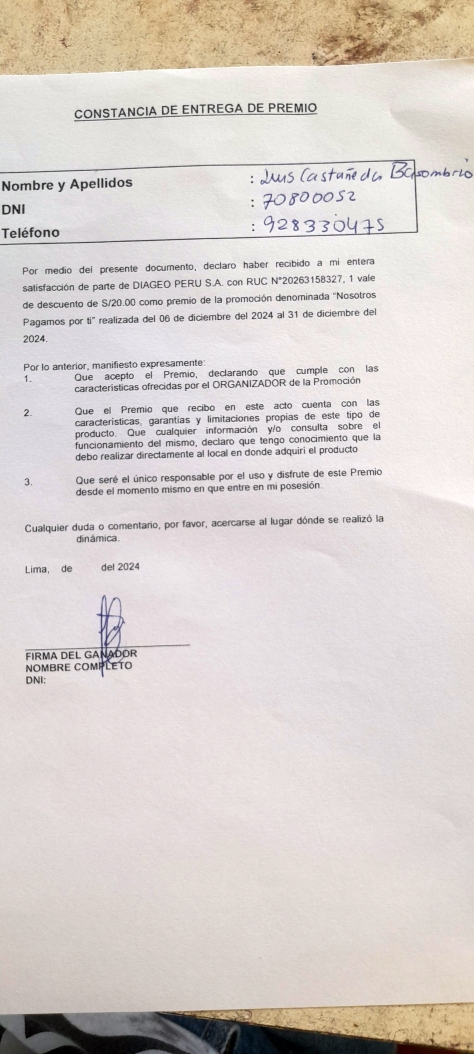 CONSTANCIA DE ENTREGA DE PREMIO
Nombre y Apellidos : Luis Castañeda Basombrio
DNI : 70800052
Teléfono : 928330475
Por medio del presente documento, declaro haber recibido a mi entera
satisfacción de parte de DIAGEO PERU S.A. con RUC N°20263158327, 1 vale
de descuento de S/20.00 como premio de la promoción denominada "Nosotros
Pagamos por ti" realizada del 06 de diciembre del 2024 al 31 de diciembre del
2024.
Por lo anterior, manifiesto expresamente:
1. Que acepto el Premio, declarando que cumple con las
características ofrecidas por el ORGANIZADOR de la Promoción
2. Que el Premio que recibo en este acto cuenta con las
características, garantías y limitaciones propias de este tipo de
producto. Que cualquier información y/o consulta sobre el
funcionamiento del mismo, declaro que tengo conocimiento que la
debo realizar directamente al local en donde adquirí el producto
3. Que seré el único responsable por el uso y disfrute de este Premio
desde el momento mismo en que entre en mi posesión.
Cualquier duda o comentario, por favor, acercarse al lugar dónde se realizó la
dinámica.
Lima, de del 2024
FIRMA DEL GANADOR
NOMBRE COMPLETO
DNI: